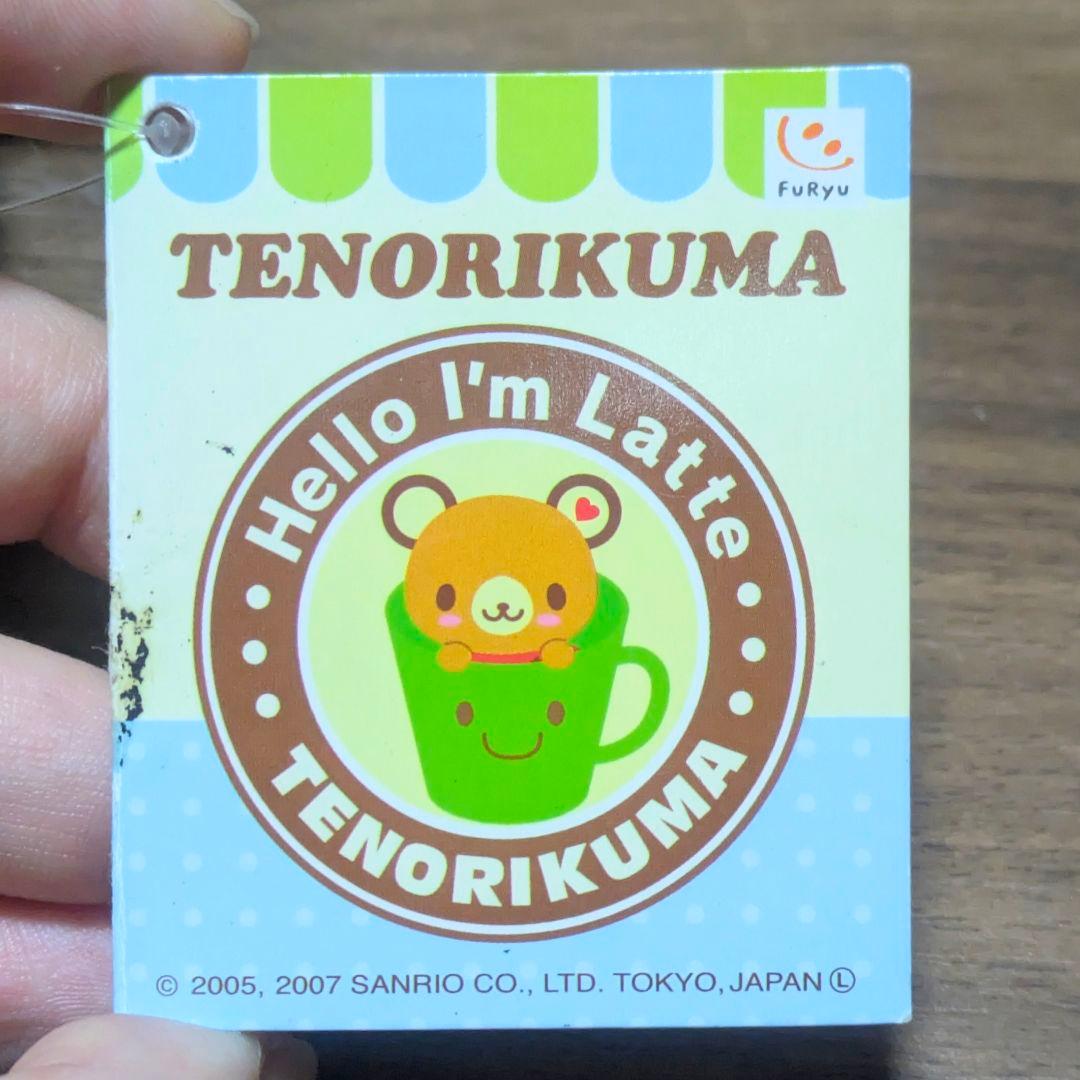 FuRyu
TENORIKUMA
Hello I'm Latte
TENORIKUMA
© 2005, 2007 SANRIO CO., LTD. TOKYO, JAPAN Ⓛ